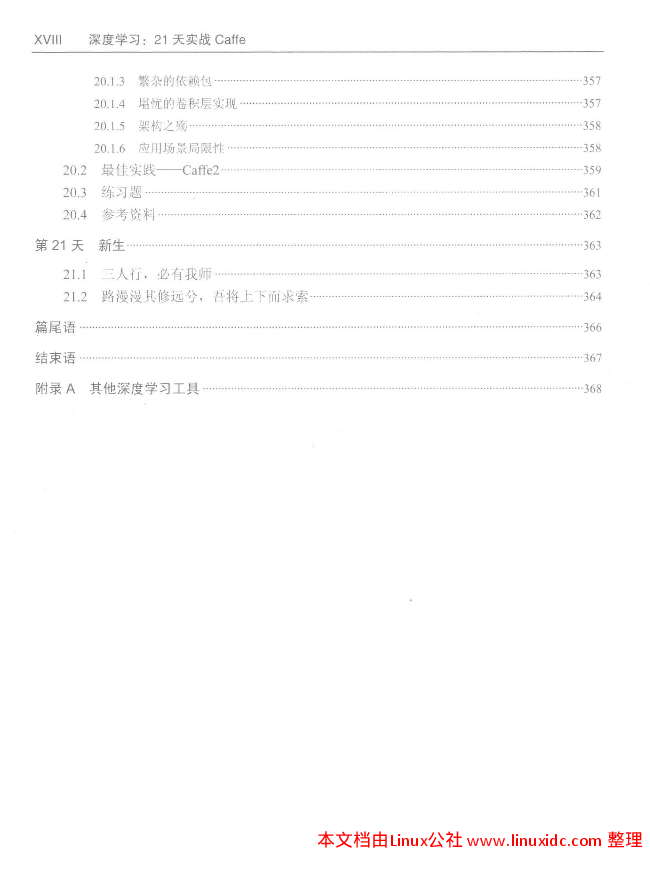 XVIII 深度学习：21 天实战 Caffe
20.1.3 繁杂的依赖包 357
20.1.4 堪忧的卷积层实现 357
20.1.5 架构之殇 358
20.1.6 应用场景局限性 358
20.2 最佳实践——Caffe2 359
20.3 练习题 361
20.4 参考资料 362
第 21 天 新生 363
21.1 三人行，必有我师 363
21.2 路漫漫其修远兮，吾将上下而求索 364
篇尾语 366
结束语 367
附录 A 其他深度学习工具 368
本文档由Linux公社 www.linuxidc.com 整理